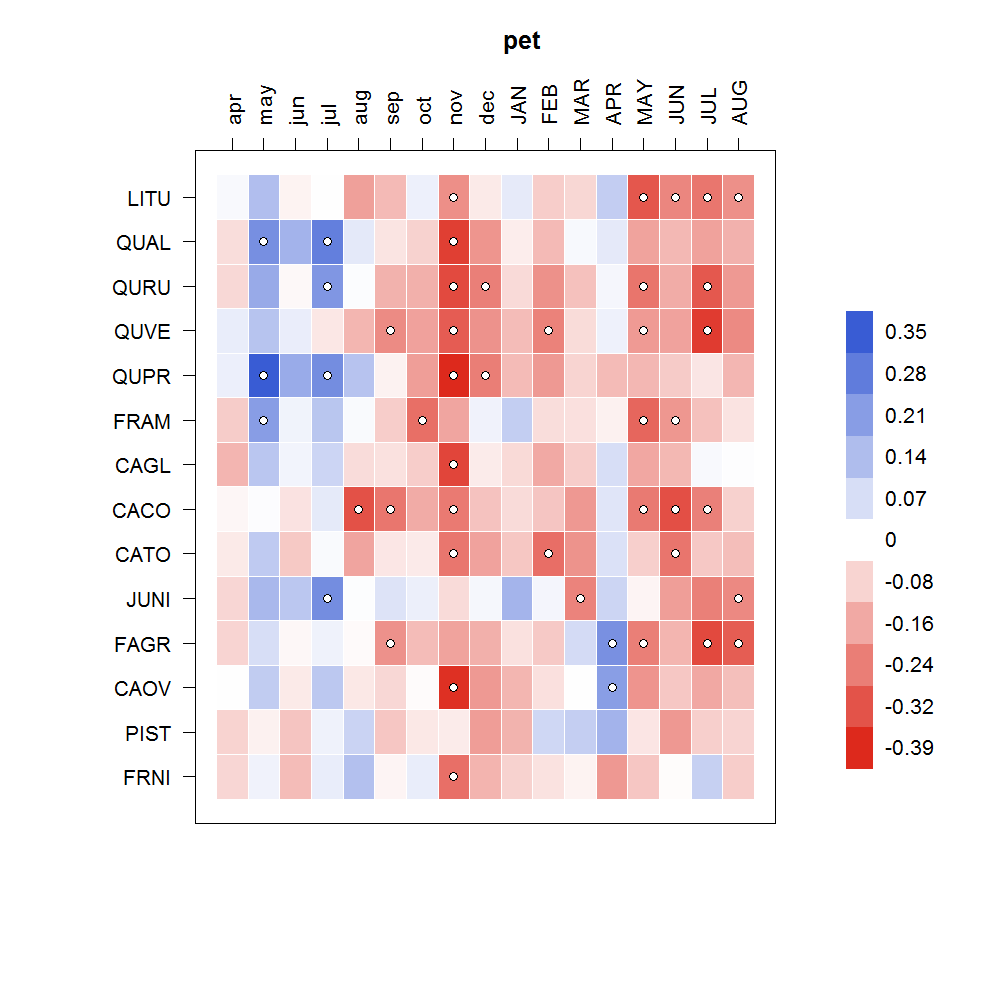 pet
apr may jun jul aug sep oct nov dec JAN FEB MAR APR MAY JUN JUL AUG
LITU
QUAL
QURU
QUVE
QUPR
FRAM
CAGL
CACO
CATO
JUNI
FAGR
CAOV
PIST
FRNI
0.35
0.28
0.21
0.14
0.07
0
-0.08
-0.16
-0.24
-0.32
-0.39